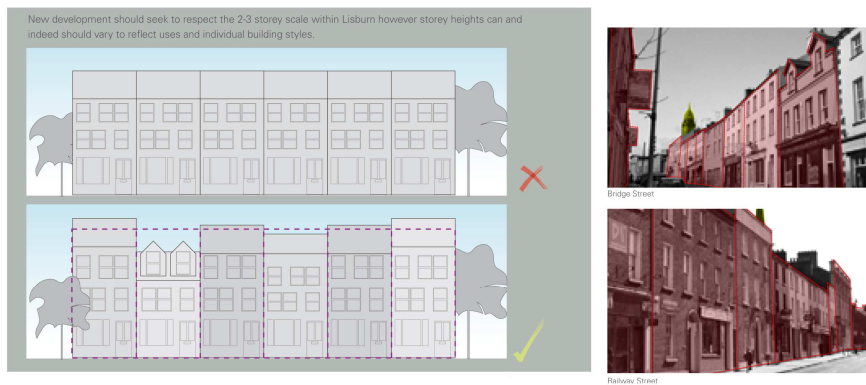 New development should seek to respect the 2-3 storey scale within Lisburn however storey heights can and
indeed should vary to reflect uses and individual building styles.
Bridge Street
Railway Street